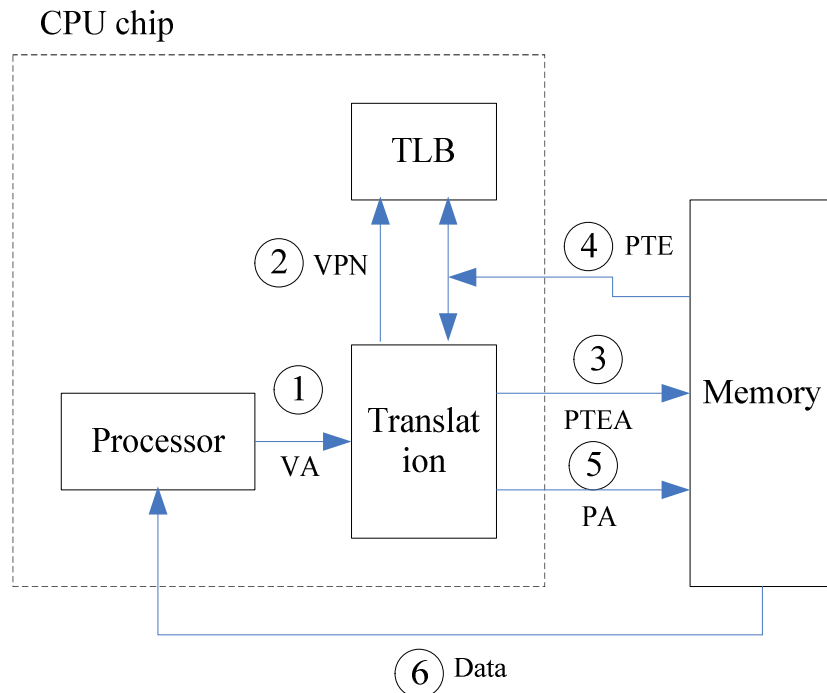 CPU chip
TLB
② VPN
④ PTE
①
③
Processor
VA
Translat
ion
PTEA
Memory
⑤
PA
⑥ Data